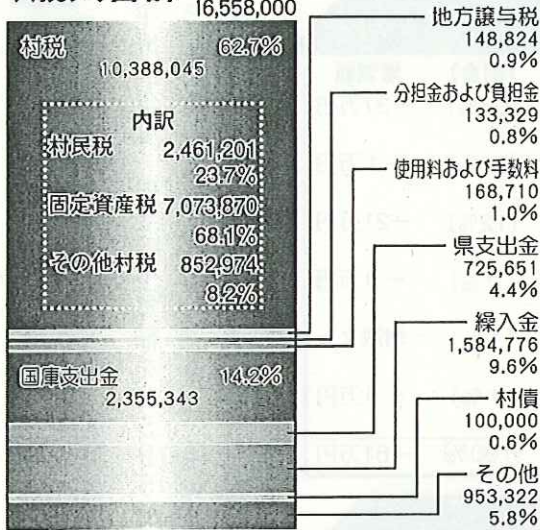 16,558,000
村税 62.7%
10,388,045
内訳
村民税 2,461,201
23.7%
固定資産税 7,073,870
68.1%
その他村税 852,974
8.2%
国庫支出金 14.2%
2,355,343
地方譲与税
148,824
0.9%
分担金および負担金
133,329
0.8%
使用料および手数料
168,710
1.0%
県支出金
725,651
4.4%
繰入金
1,584,776
9.6%
村債
100,000
0.6%
その他
953,322
5.8%